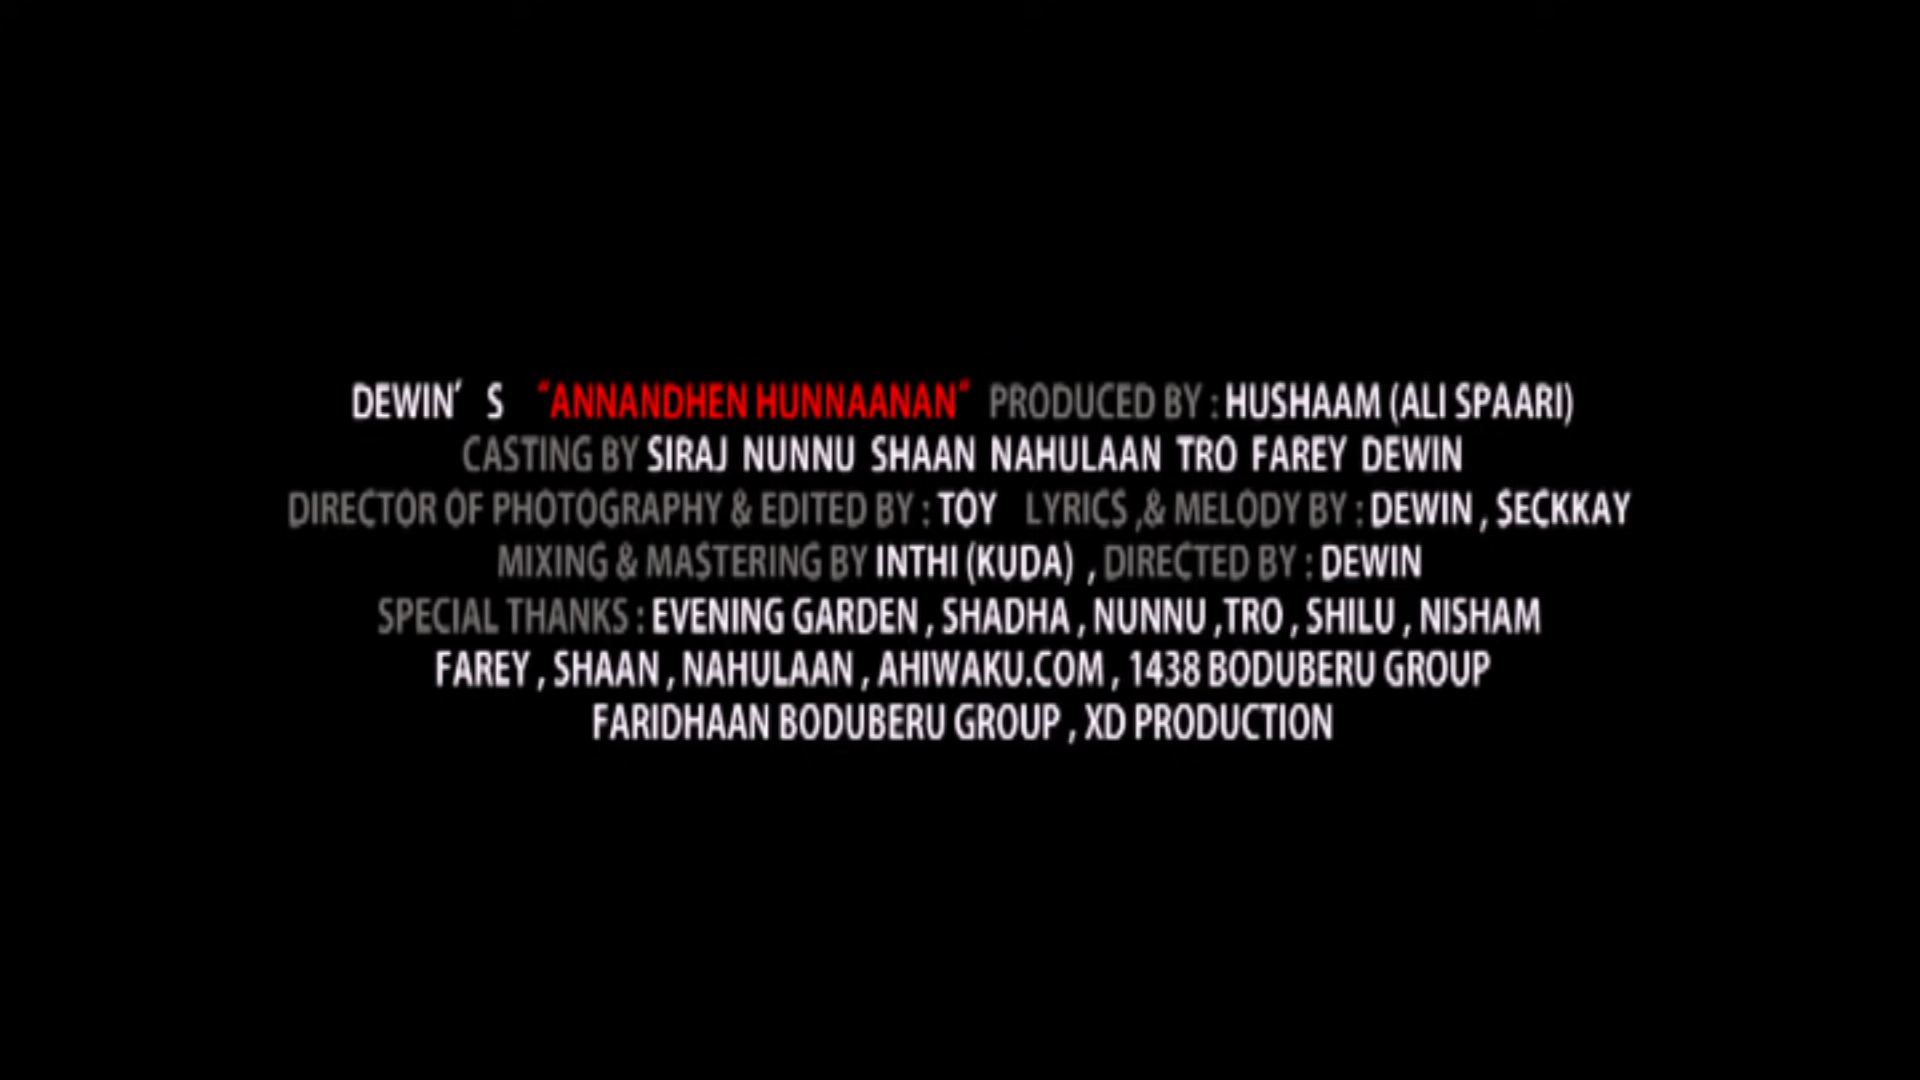 DEWIN' S "ANNANDHEN HUNNAANAN" PRODUCED BY : HUSHAAM (ALI SPAARI)
CASTING BY SIRAJ NUNNU SHAAN NAHULAAN TRO FAREY DEWIN
DIRECTOR OF PHOTOGRAPHY & EDITED BY : TOY LYRICS ,& MELODY BY : DEWIN , SECKKAY
MIXING & MASTERING BY INTHI (KUDA) , DIRECTED BY : DEWIN
SPECIAL THANKS : EVENING GARDEN , SHADHA , NUNNU ,TRO , SHILU , NISHAM
FAREY , SHAAN , NAHULAAN , AHIWAKU.COM , 1438 BODUBERU GROUP
FARIDHAAN BODUBERU GROUP , XD PRODUCTION